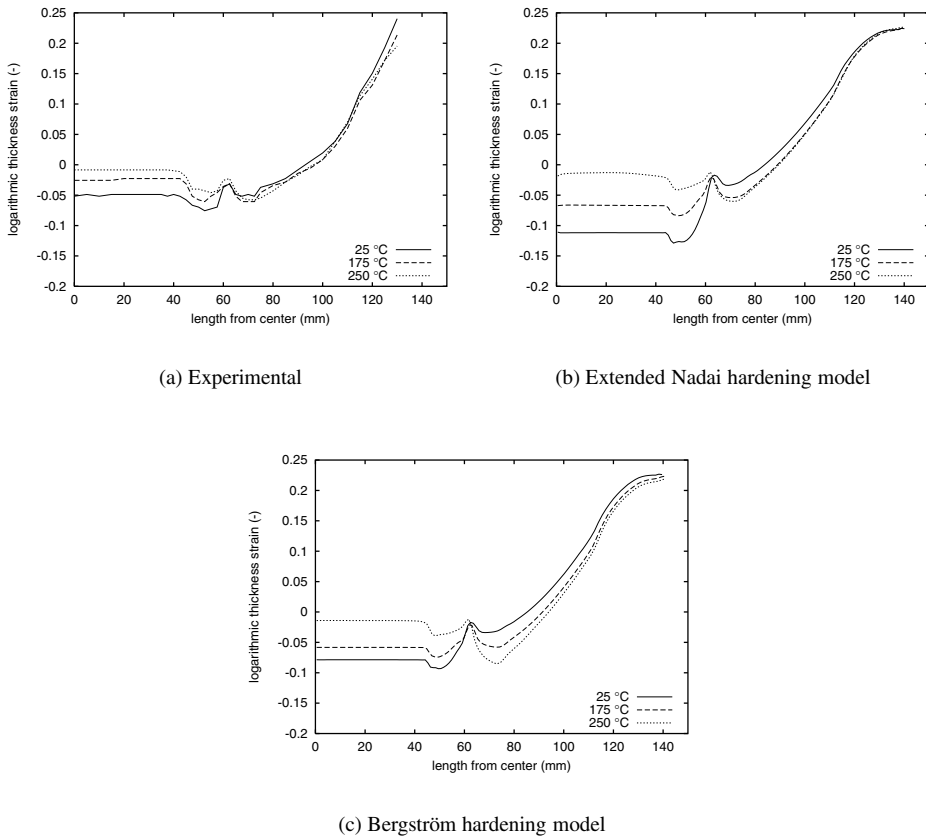 0.25
0.2
0.15
0.1
0.05
0
-0.05
-0.1
-0.15
-0.2
logarithmic thickness strain (-)
25 °C
175 °C
250 °C
0 20 40 60 80 100 120 140
length from center (mm)
(a) Experimental
0.25
0.2
0.15
0.1
0.05
0
-0.05
-0.1
-0.15
-0.2
logarithmic thickness strain (-)
25 °C
175 °C
250 °C
0 20 40 60 80 100 120 140
length from center (mm)
(b) Extended Nadai hardening model
0.25
0.2
0.15
0.1
0.05
0
-0.05
-0.1
-0.15
-0.2
logarithmic thickness strain (-)
25 °C
175 °C
250 °C
0 20 40 60 80 100 120 140
length from center (mm)
(c) Bergström hardening model